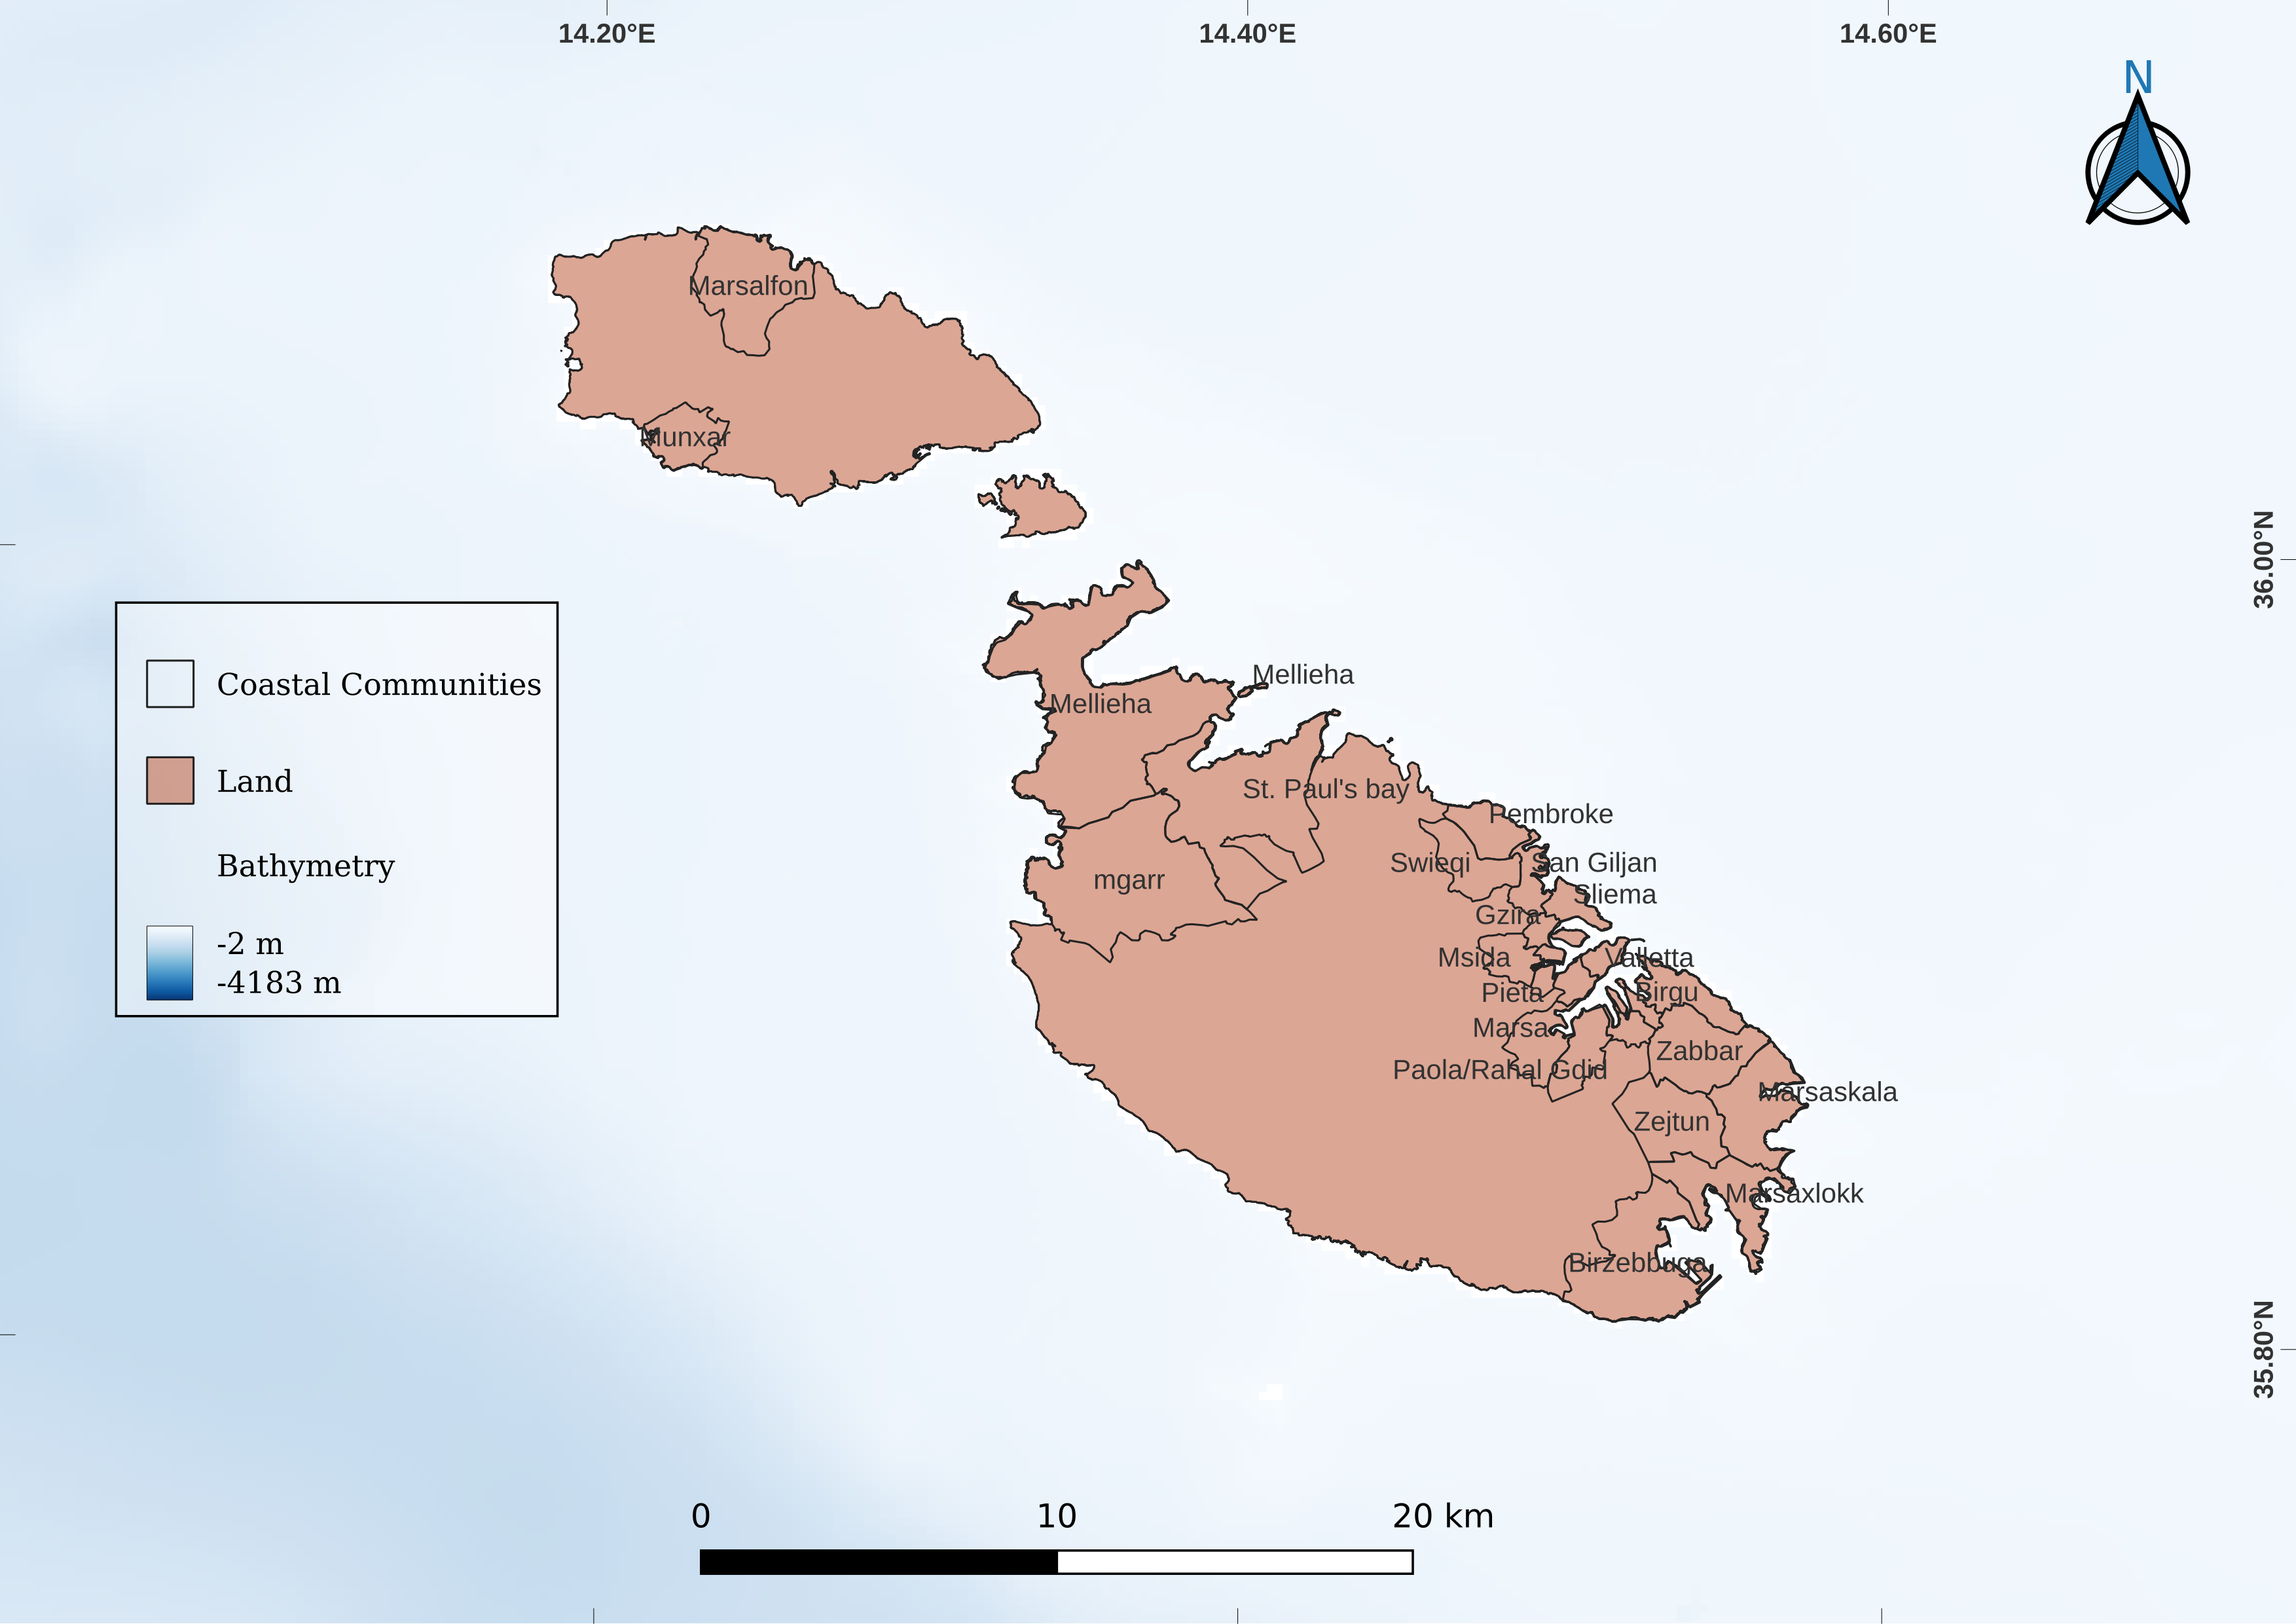 14.20°E
14.40°E
14.60°E
N
Marsalfon
Munxar
36.00°N
Mellieha
Mellieha
St. Paul's bay
Pembroke
Swieqi
San Giljan
mgarr
Sliema
Gzira
Msida
Valletta
Pieta
Birgu
Marsa
Zabbar
Paola/Rahal Gdid
Marsaskala
Zejtun
Marsaxlokk
Birzebbuga
35.80°N
Coastal Communities
Land
Bathymetry
-2 m
-4183 m
0 10 20 km